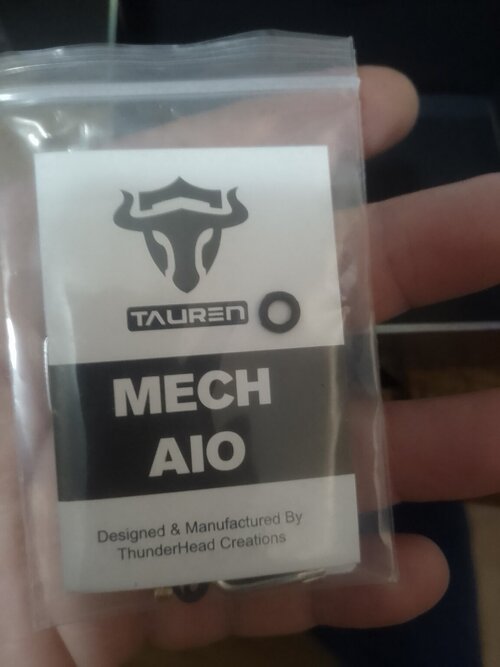 TAUREN
MECH
AIO
Designed & Manufactured By
ThunderHead Creations